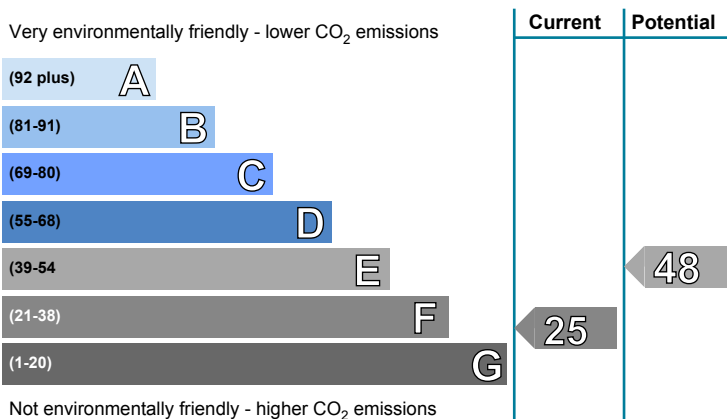 Current Potential
Very environmentally friendly - lower CO2 emissions
(92 plus) A
(81-91) B
(69-80) C
(55-68) D
(39-54 E
48
(21-38) F
25
(1-20) G
Not environmentally friendly - higher CO2 emissions